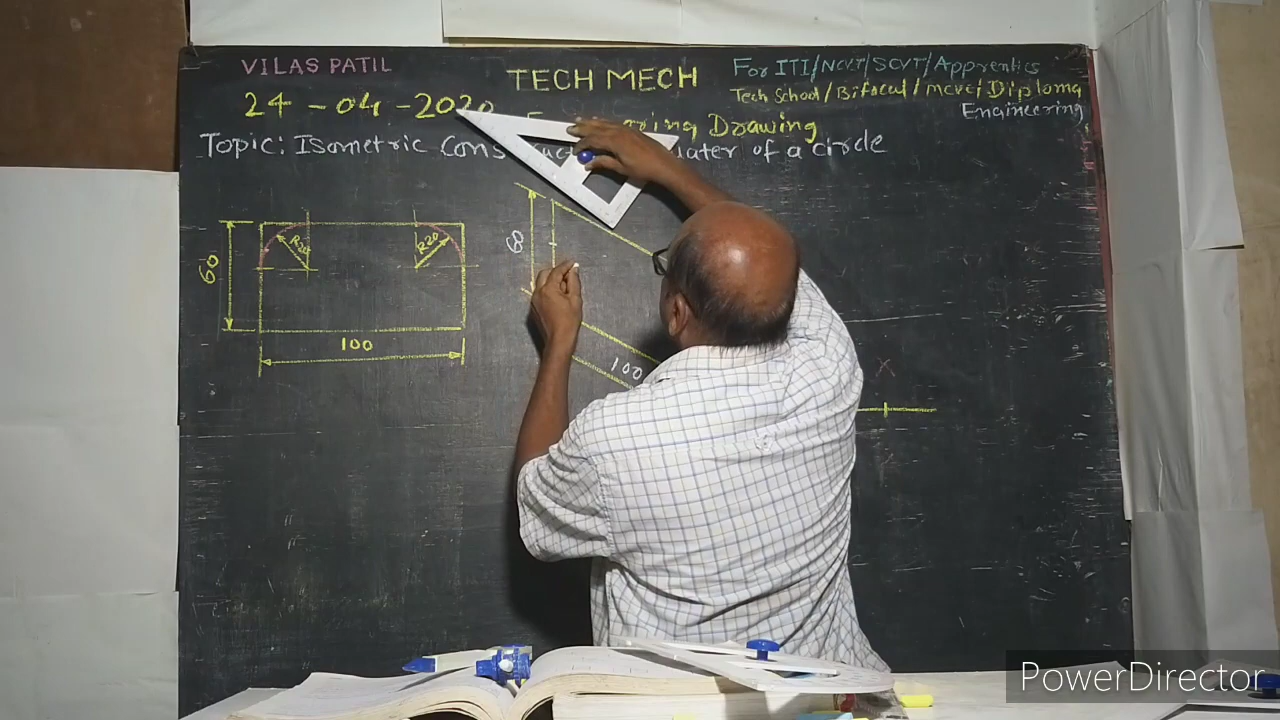 VILAS PATIL
TECH MECH
For ITI/NCVT/SCVT/Apprentics
24-04-2020
Tech School/Bifocul/mcvc/Diploma
Engineering
Drawing
Topic: Isometric Cons
of a circle
60
R20
R20
100
60
100
X
PowerDirector